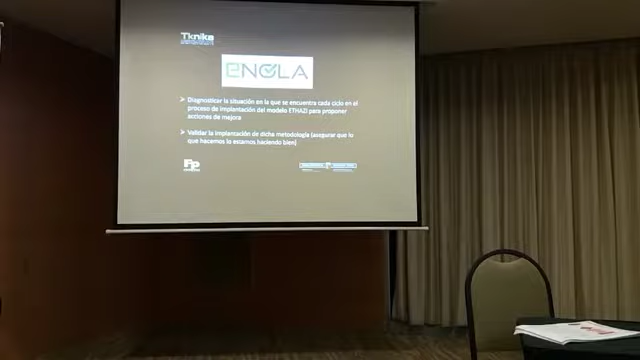 Tknika
eNOLA
➢ Diagnosticar la situación en la que se encuentra cada ciclo en el
proceso de implantación del modelo ETHAZI para proponer
acciones de mejora
➢ Validar la implantación de dicha metodología (asegurar que lo
que hacemos lo estamos haciendo bien)
Fp